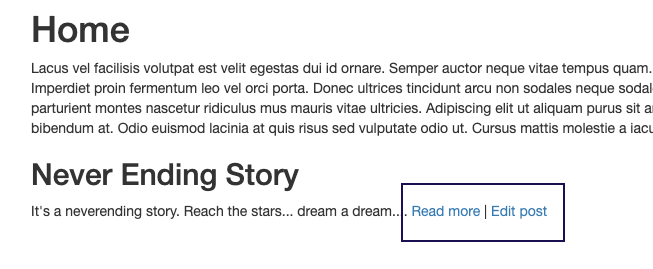 Home
Lacus vel facilisis volutpat est velit egestas dui id ornare. Semper auctor neque vitae tempus quam.
Imperdiet proin fermentum leo vel orci porta. Donec ultrices tincidunt arcu non sodales neque sodal
parturient montes nascetur ridiculus mus mauris vitae ultricies. Adipiscing elit ut aliquam purus sit a
bibendum at. Odio euismod lacinia at quis risus sed vulputate odio ut. Cursus mattis molestie a iacu
Never Ending Story
It's a neverending story. Reach the stars... dream a dream.... Read more | Edit post